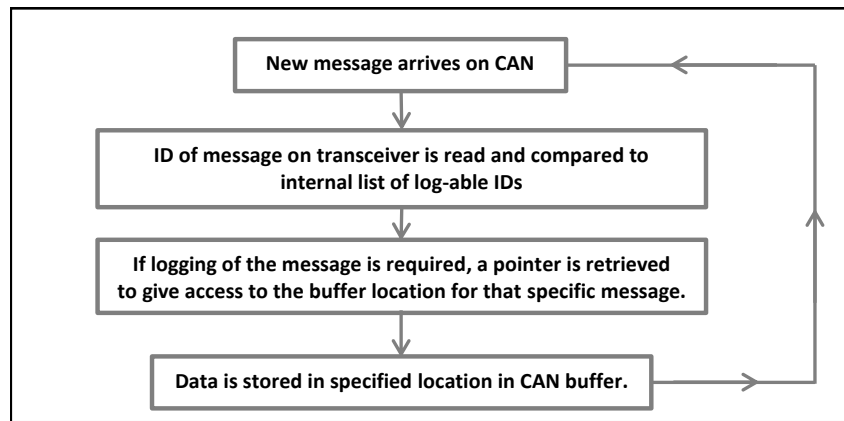 New message arrives on CAN
ID of message on transceiver is read and compared to
internal list of log-able IDs
If logging of the message is required, a pointer is retrieved
to give access to the buffer location for that specific message.
Data is stored in specified location in CAN buffer.